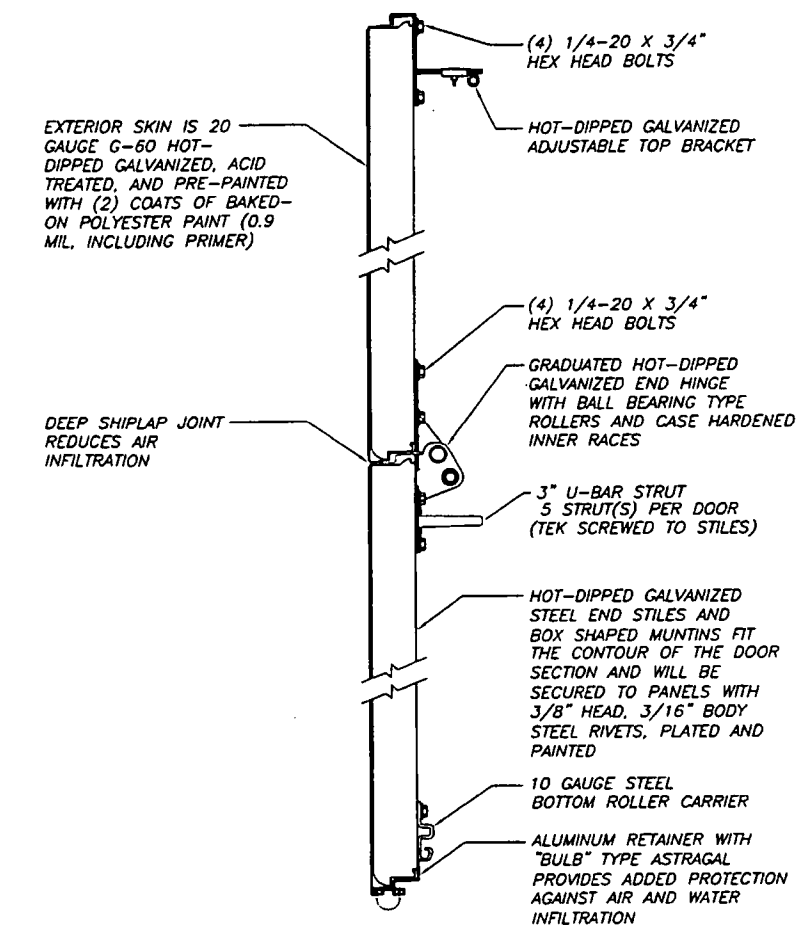 (4) 1/4-20 X 3/4"
HEX HEAD BOLTS
HOT-DIPPED GALVANIZED
ADJUSTABLE TOP BRACKET
EXTERIOR SKIN IS 20
GAUGE G-60 HOT-
DIPPED GALVANIZED, ACID
TREATED, AND PRE-PAINTED
WITH (2) COATS OF BAKED-
ON POLYESTER PAINT (0.9
MIL, INCLUDING PRIMER)
(4) 1/4-20 X 3/4"
HEX HEAD BOLTS
GRADUATED HOT-DIPPED
GALVANIZED END HINGE
WITH BALL BEARING TYPE
ROLLERS AND CASE HARDENED
INNER RACES
DEEP SHIPLAP JOINT
REDUCES AIR
INFILTRATION
3" U-BAR STRUT
5 STRUT(S) PER DOOR
(TEK SCREWED TO STILES)
HOT-DIPPED GALVANIZED
STEEL END STILES AND
BOX SHAPED MUNTINS FIT
THE CONTOUR OF THE DOOR
SECTION AND WILL BE
SECURED TO PANELS WITH
3/8" HEAD, 3/16" BODY
STEEL RIVETS, PLATED AND
PAINTED
10 GAUGE STEEL
BOTTOM ROLLER CARRIER
ALUMINUM RETAINER WITH
"BULB" TYPE ASTRAGAL
PROVIDES ADDED PROTECTION
AGAINST AIR AND WATER
INFILTRATION